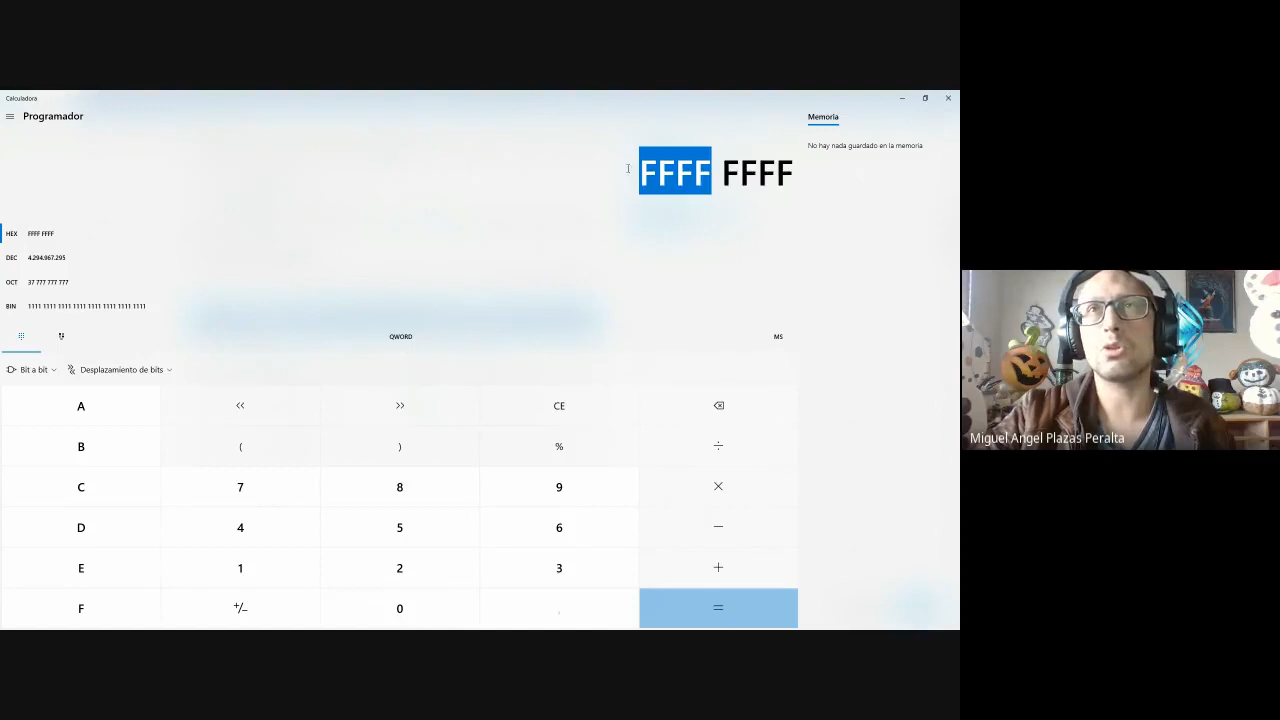 Calculadora
Programador
Memoria
No hay nada guardado en la memoria
FFFF FFFF
HEX FFFF FFFF
DEC 4.294.967.295
OCT 37 777 777 777
BIN 1111 1111 1111 1111 1111 1111 1111 1111
QWORD MS
Bit a bit Desplazamiento de bits
A << >> CE
B ( ) % ÷
C 7 8 9 ×
D 4 5 6 −
E 1 2 3 +
F +/− 0 , =
Miguel Angel Plazas Peralta